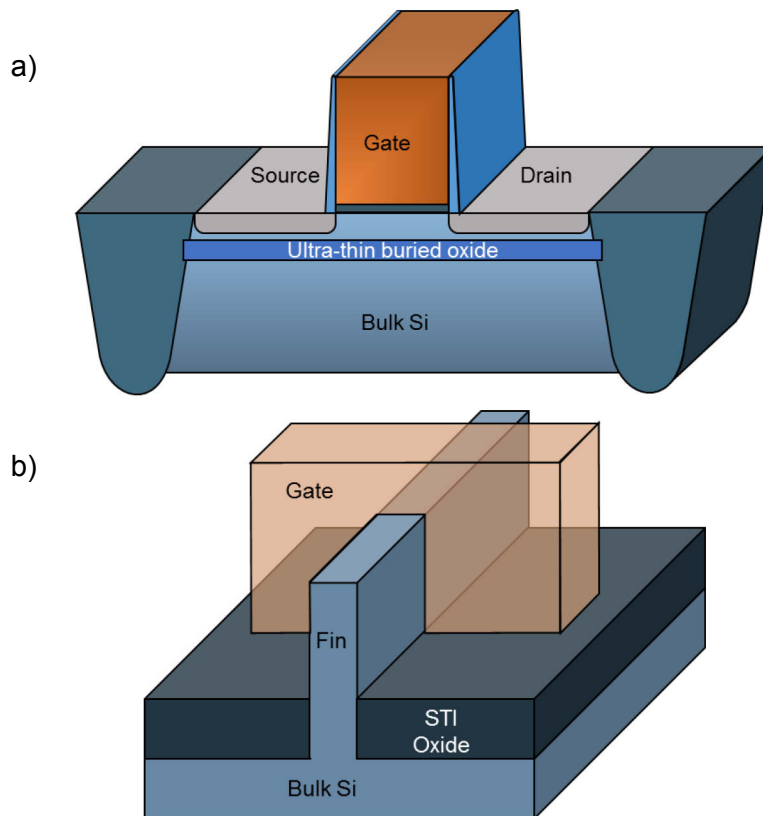 a)
Gate
Source
Drain
Ultra-thin buried oxide
Bulk Si
b)
Gate
Fin
STI
Oxide
Bulk Si